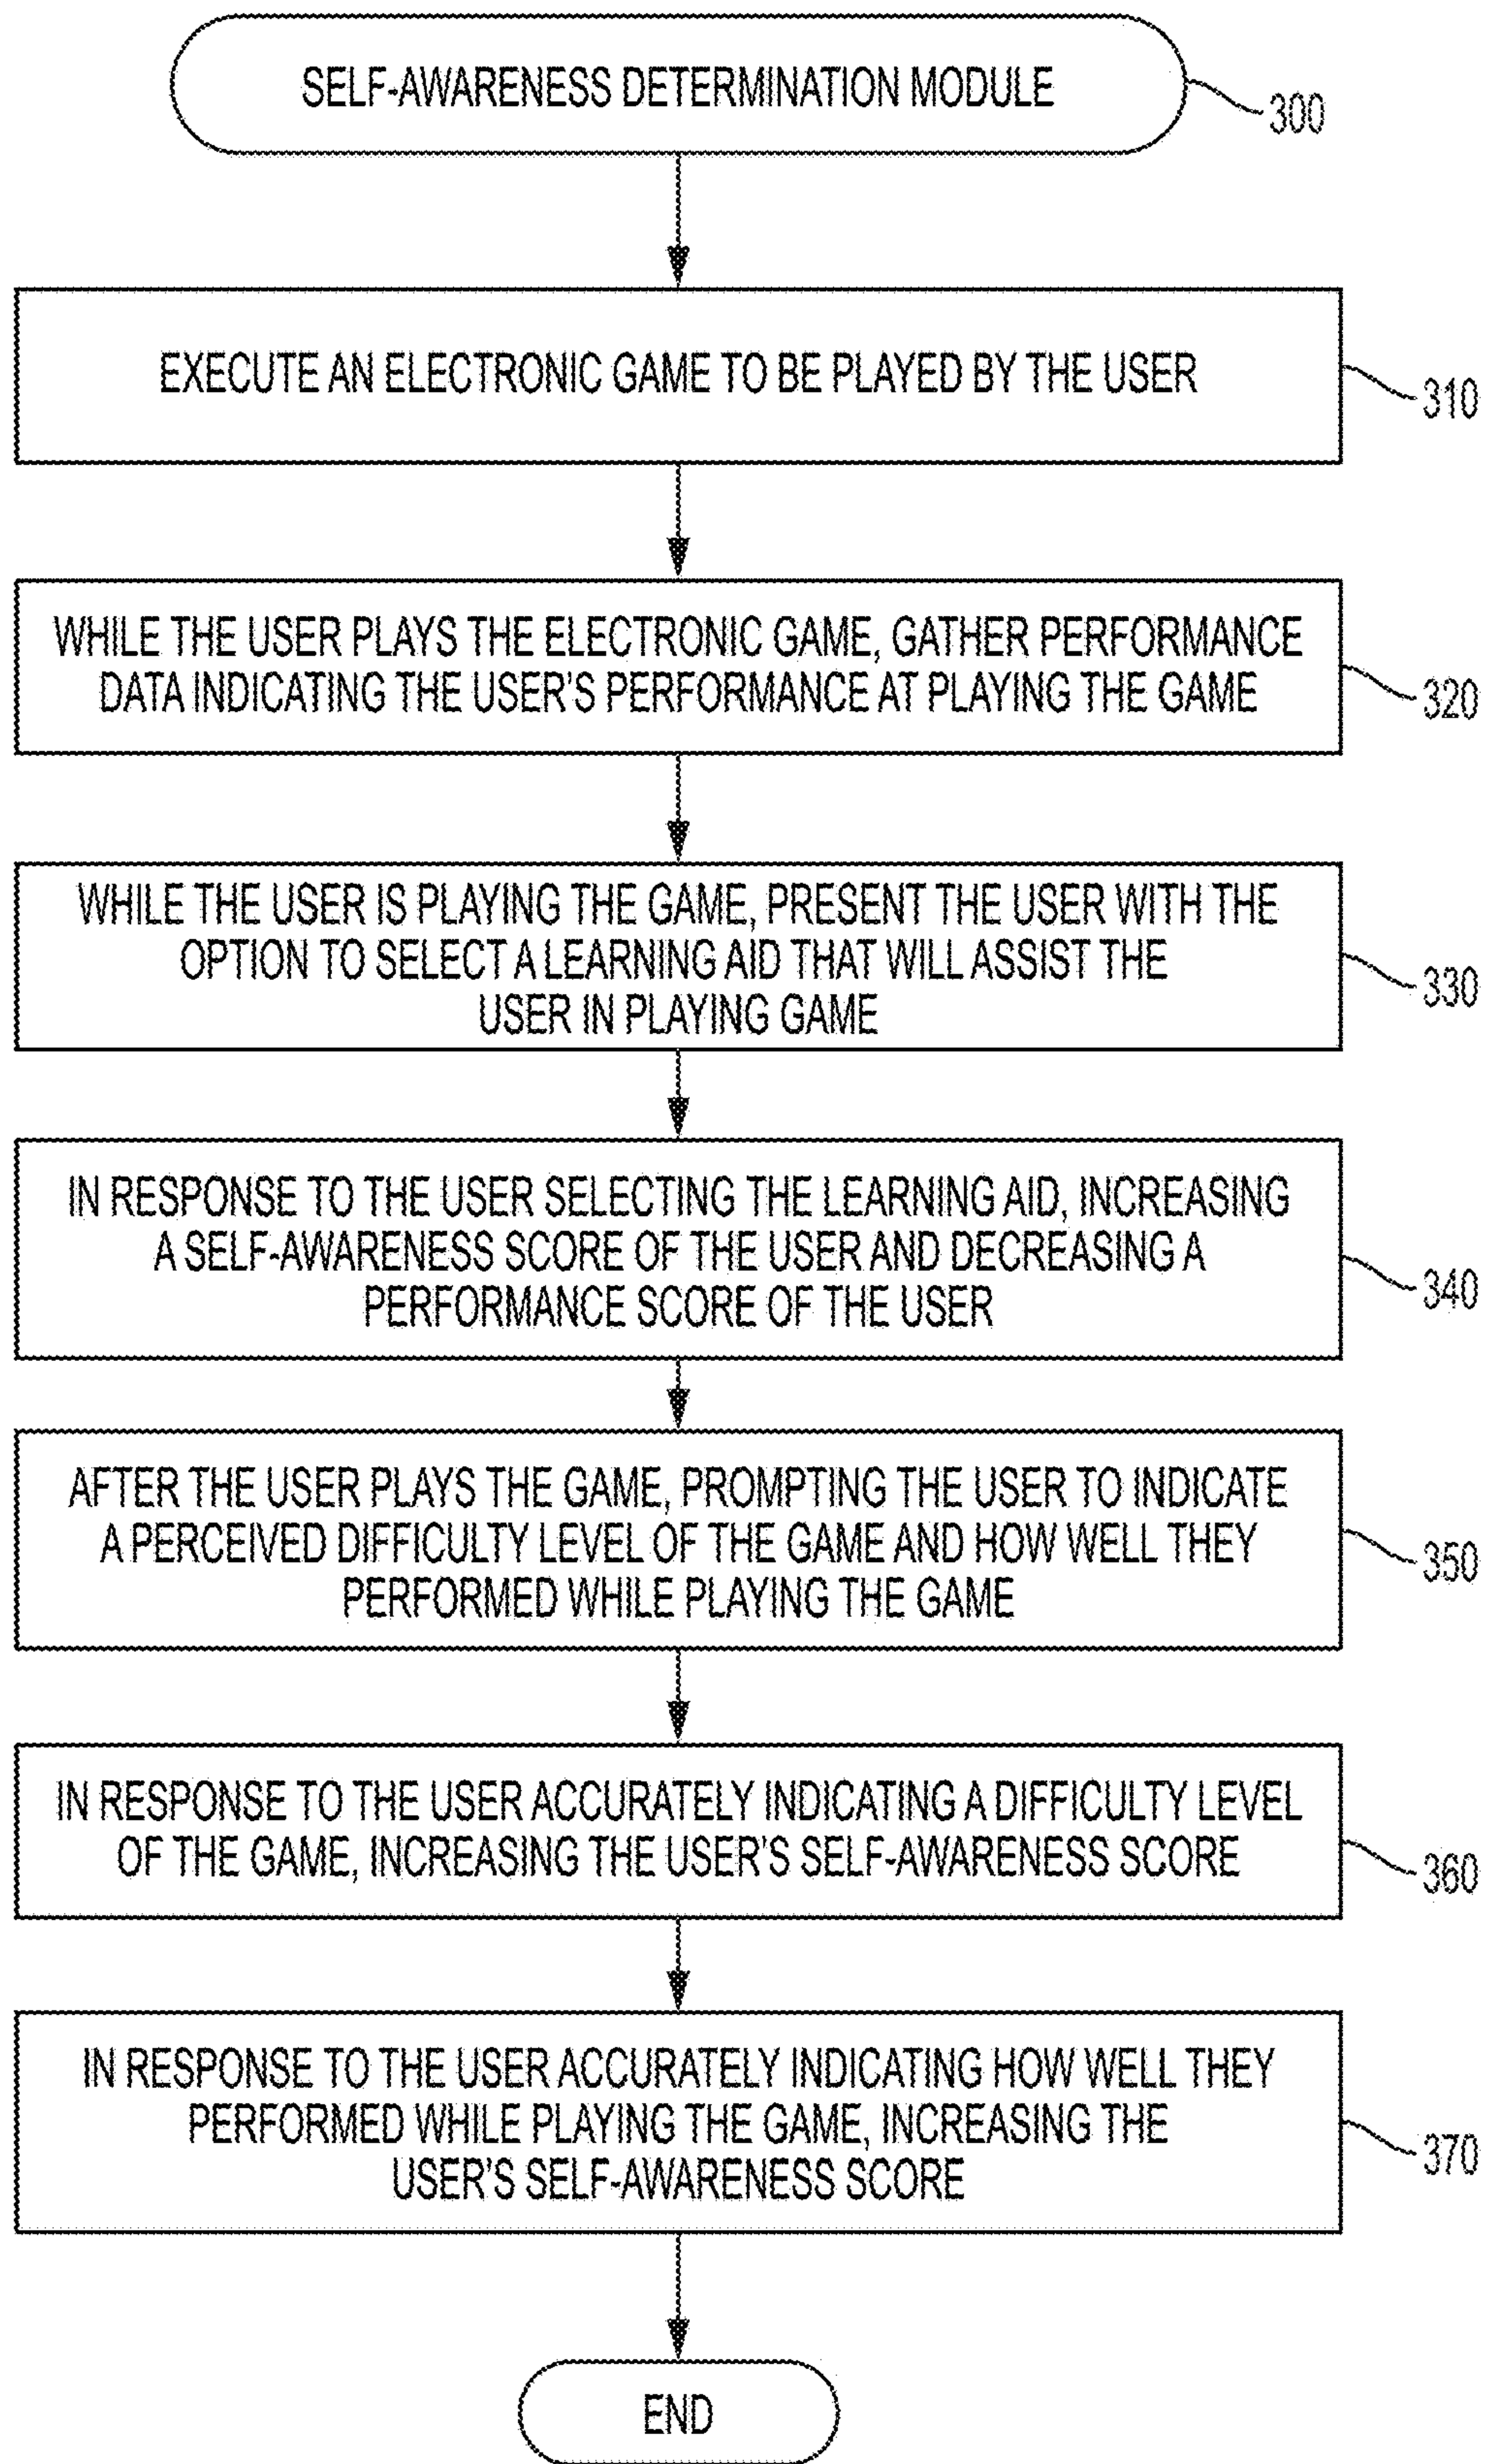 SELF-AWARENESS DETERMINATION MODULE
300
EXECUTE AN ELECTRONIC GAME TO BE PLAYED BY THE USER
310
WHILE THE USER PLAYS THE ELECTRONIC GAME, GATHER PERFORMANCE
DATA INDICATING THE USER'S PERFORMANCE AT PLAYING THE GAME
320
WHILE THE USER IS PLAYING THE GAME, PRESENT THE USER WITH THE
OPTION TO SELECT A LEARNING AID THAT WILL ASSIST THE
USER IN PLAYING GAME
330
IN RESPONSE TO THE USER SELECTING THE LEARNING AID, INCREASING
A SELF-AWARENESS SCORE OF THE USER AND DECREASING A
PERFORMANCE SCORE OF THE USER
340
AFTER THE USER PLAYS THE GAME, PROMPTING THE USER TO INDICATE
A PERCEIVED DIFFICULTY LEVEL OF THE GAME AND HOW WELL THEY
PERFORMED WHILE PLAYING THE GAME
350
IN RESPONSE TO THE USER ACCURATELY INDICATING A DIFFICULTY LEVEL
OF THE GAME, INCREASING THE USER'S SELF-AWARENESS SCORE
360
IN RESPONSE TO THE USER ACCURATELY INDICATING HOW WELL THEY
PERFORMED WHILE PLAYING THE GAME, INCREASING THE
USER'S SELF-AWARENESS SCORE
370
END